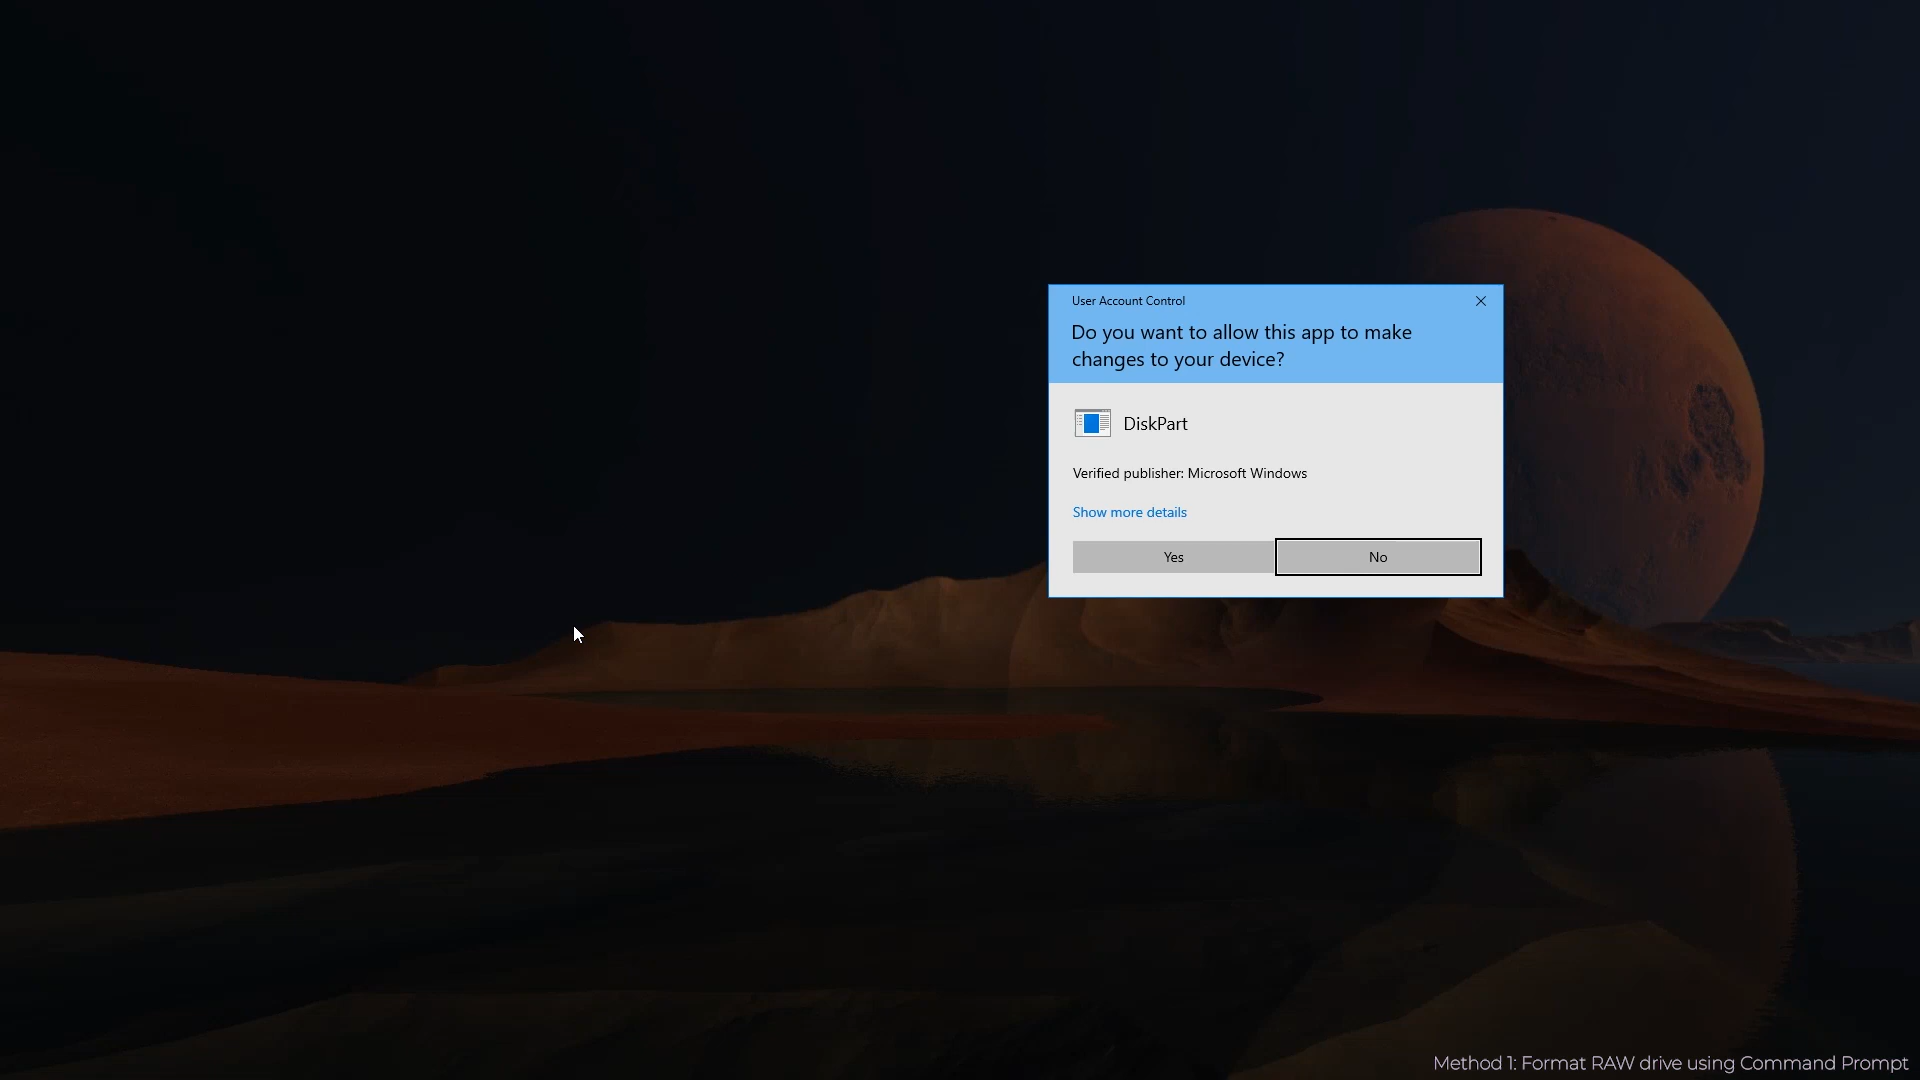 User Account Control
Do you want to allow this app to make
changes to your device?
DiskPart
Verified publisher: Microsoft Windows
Show more details
Yes
No
Method 1: Format RAW drive using Command Prompt